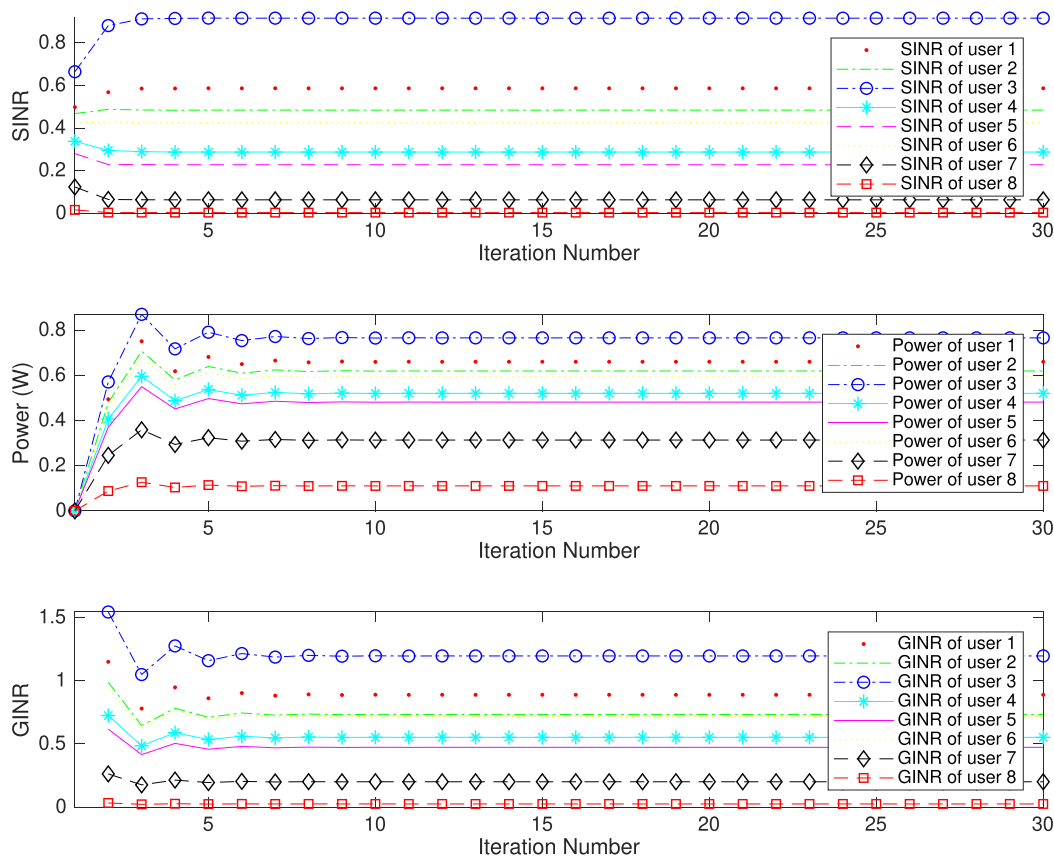 0.8
0.6
0.4
0.2
0
SINR
5
10
15
20
25
30
Iteration Number
SINR of user 1
SINR of user 2
SINR of user 3
SINR of user 4
SINR of user 5
SINR of user 6
SINR of user 7
SINR of user 8
0.8
0.6
0.4
0.2
0
Power (W)
5
10
15
20
25
30
Iteration Number
Power of user 1
Power of user 2
Power of user 3
Power of user 4
Power of user 5
Power of user 6
Power of user 7
Power of user 8
1.5
1
0.5
0
GINR
5
10
15
20
25
30
Iteration Number
GINR of user 1
GINR of user 2
GINR of user 3
GINR of user 4
GINR of user 5
GINR of user 6
GINR of user 7
GINR of user 8